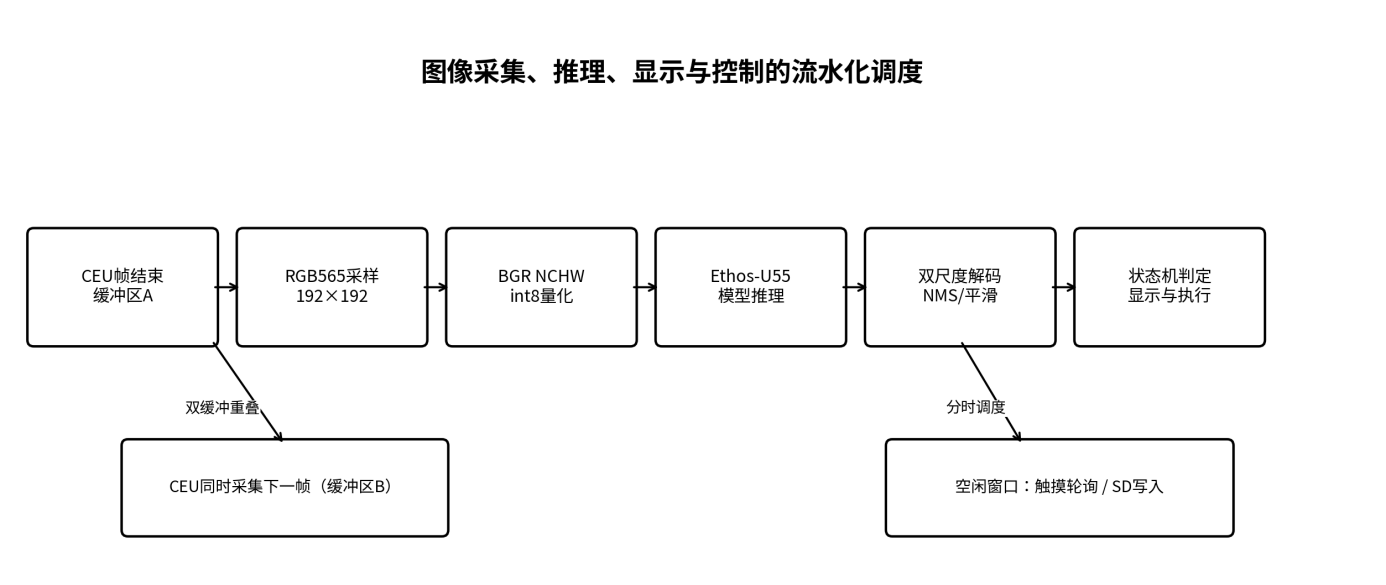 图像采集、推理、显示与控制的流水化调度
CEU帧结束
缓冲区A
RGB565采样
192×192
BGR NCHW
int8量化
Ethos-U55
模型推理
双尺度解码
NMS/平滑
状态机判定
显示与执行
双缓冲重叠
分时调度
CEU同时采集下一帧（缓冲区B）
空闲窗口：触摸轮询 / SD写入